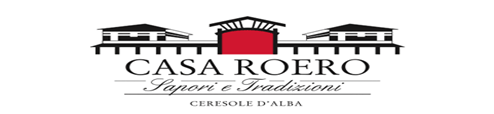 CASA ROERO
Sapori e Tradizioni
CERESOLE D'ALBA